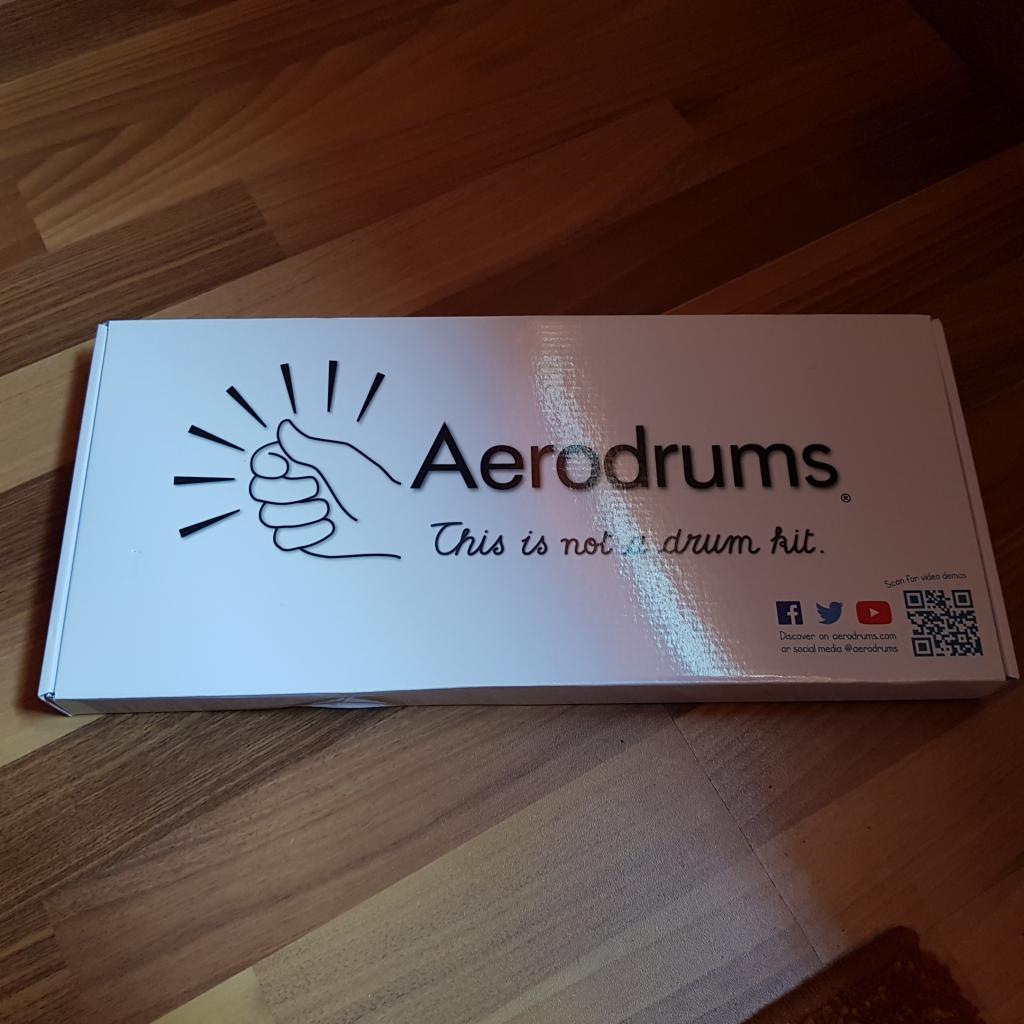 Aerodrums®
This is not a drum kit.
Scan for video demos
Discover on aerodrums.com
or social media @aerodrums